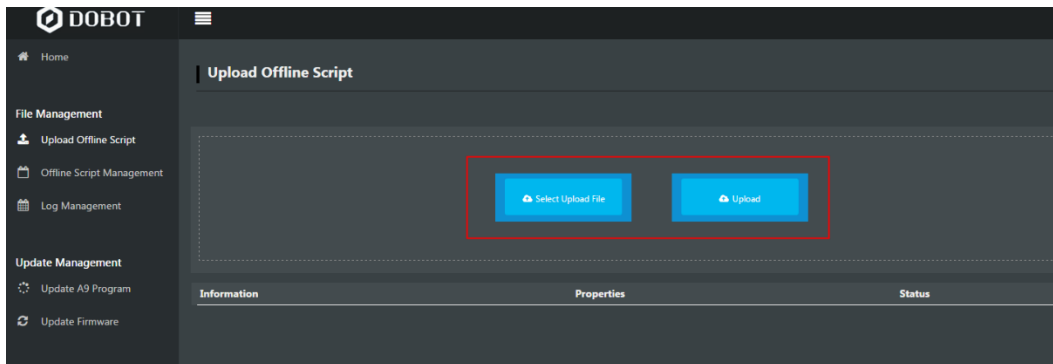 DOBOT
Home
Upload Offline Script
File Management
Upload Offline Script
Offline Script Management
Log Management
Select Upload File
Upload
Update Management
Update A9 Program
Update Firmware
Information Properties Status